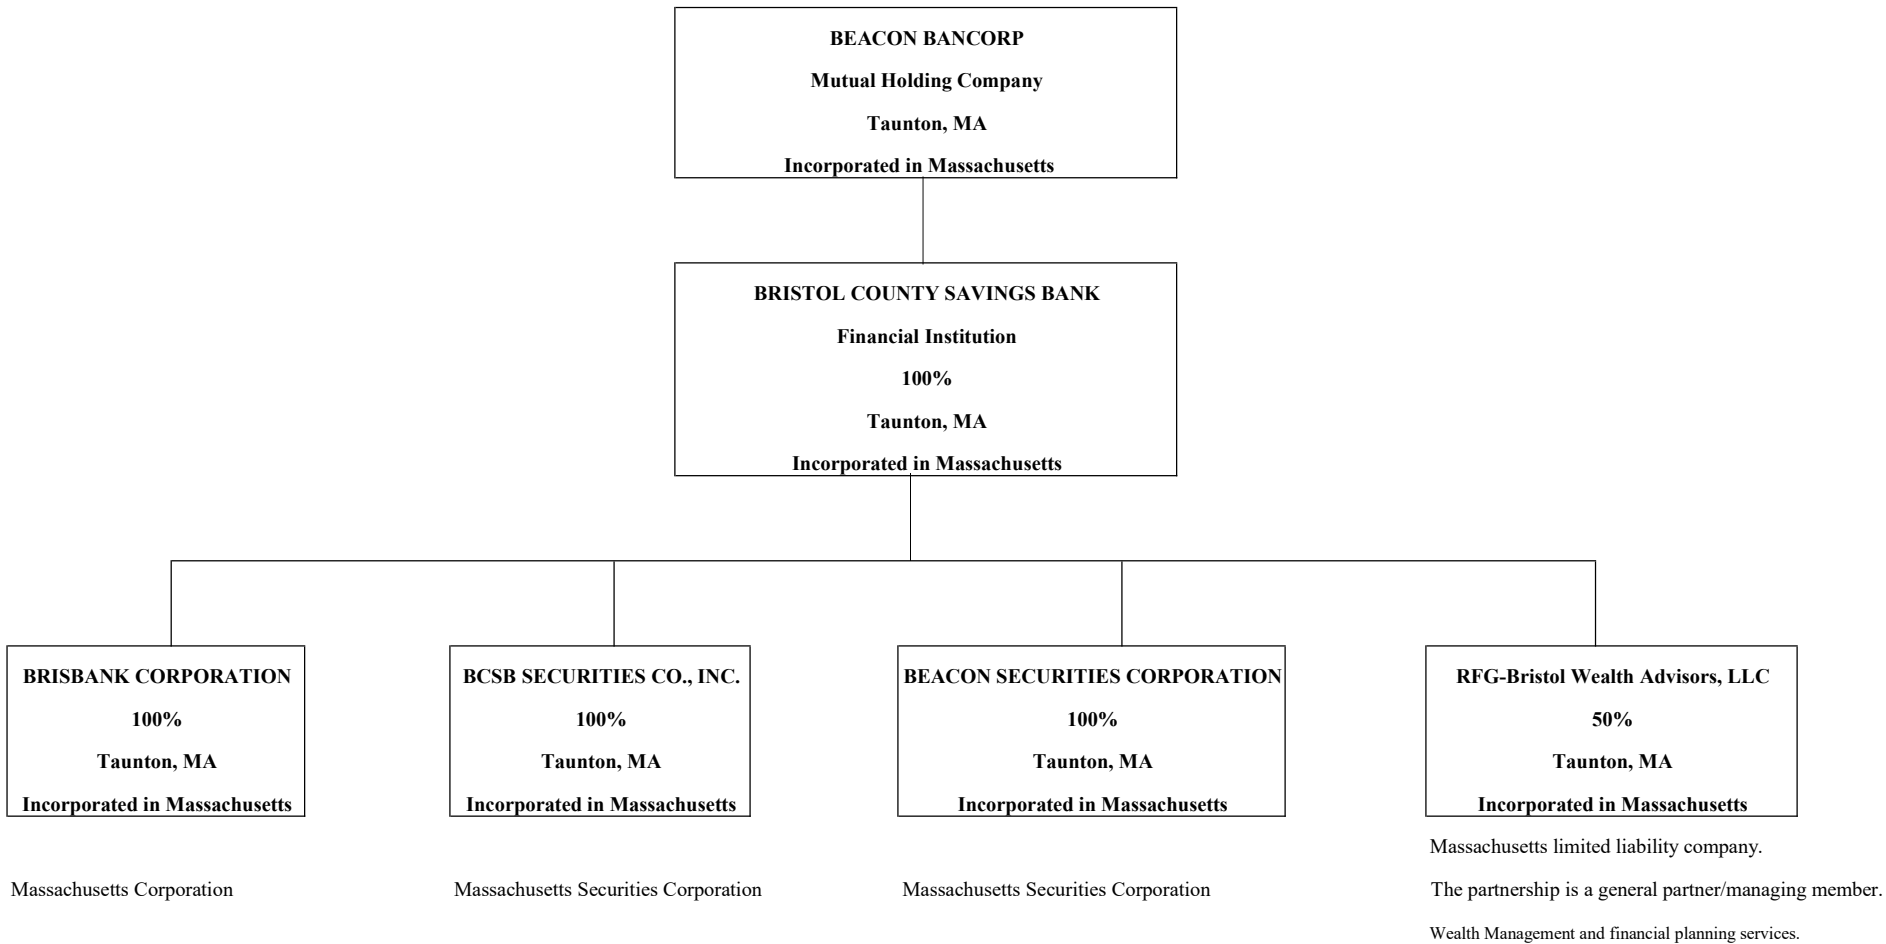 BEACON BANCORP
Mutual Holding Company
Taunton, MA
Incorporated in Massachusetts
BRISTOL COUNTY SAVINGS BANK
Financial Institution
100%
Taunton, MA
Incorporated in Massachusetts
BRISBANK CORPORATION
100%
Taunton, MA
Incorporated in Massachusetts
Massachusetts Corporation
BCSB SECURITIES CO., INC.
100%
Taunton, MA
Incorporated in Massachusetts
Massachusetts Securities Corporation
BEACON SECURITIES CORPORATION
100%
Taunton, MA
Incorporated in Massachusetts
Massachusetts Securities Corporation
RFG-Bristol Wealth Advisors, LLC
50%
Taunton, MA
Incorporated in Massachusetts
Massachusetts limited liability company.
The partnership is a general partner/managing member.
Wealth Management and financial planning services.